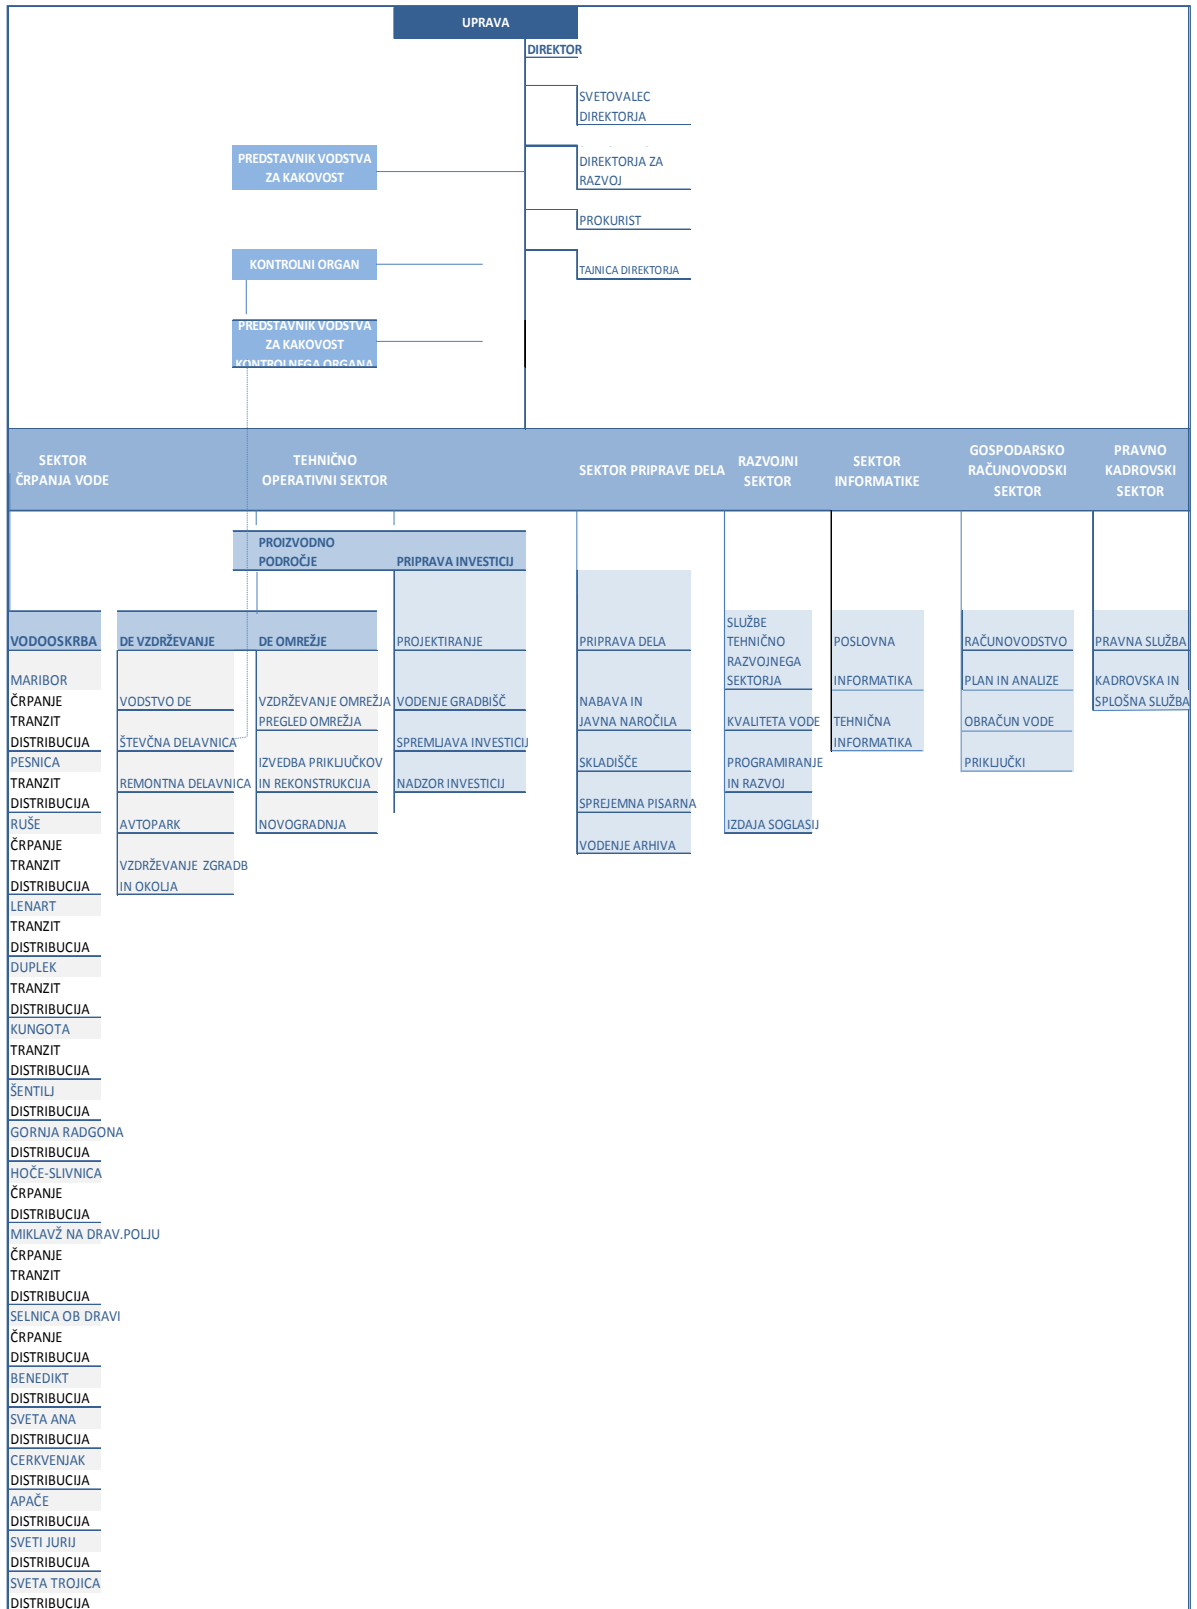 UPRAVA
DIREKTOR
SVETOVALEC
DIREKTORJA
DIREKTORJA ZA
RAZVOJ
PROKURIST
TAJNICA DIREKTORJA
PREDSTAVNIK VODSTVA
ZA KAKOVOST
KONTROLNI ORGAN
PREDSTAVNIK VODSTVA
ZA KAKOVOST
KONTROLNEGA ORGANA
SEKTOR
ČRPANJA VODE
TEHNIČNO
OPERATIVNI SEKTOR
SEKTOR PRIPRAVE DELA
RAZVOJNI
SEKTOR
SEKTOR
INFORMATIKE
GOSPODARSKO
RAČUNOVODSKI
SEKTOR
PRAVNO
KADROVSKI
SEKTOR
PROIZVODNO
PODROČJE
PRIPRAVA INVESTICIJ
VODOOSKRBA
MARIBOR
ČRPANJE
TRANZIT
DISTRIBUCIJA
PESNICA
TRANZIT
DISTRIBUCIJA
RUŠE
ČRPANJE
TRANZIT
DISTRIBUCIJA
LENART
TRANZIT
DISTRIBUCIJA
DUPLEK
TRANZIT
DISTRIBUCIJA
KUNGOTA
TRANZIT
DISTRIBUCIJA
ŠENTILJ
DISTRIBUCIJA
GORNJA RADGONA
DISTRIBUCIJA
HOČE-SLIVNICA
ČRPANJE
DISTRIBUCIJA
MIKLAVŽ NA DRAV.POLJU
ČRPANJE
TRANZIT
DISTRIBUCIJA
SELNICA OB DRAVI
ČRPANJE
DISTRIBUCIJA
BENEDIKT
DISTRIBUCIJA
SVETA ANA
DISTRIBUCIJA
CERKVENJAK
DISTRIBUCIJA
APAČE
DISTRIBUCIJA
SVETI JURIJ
DISTRIBUCIJA
SVETA TROJICA
DISTRIBUCIJA
DE VZDRŽEVANJE
VODSTVO DE
ŠTEVČNA DELAVNICA
REMONTNA DELAVNICA
AVTOPARK
VZDRŽEVANJE ZGRADB
IN OKOLJA
DE OMREŽJE
VZDRŽEVANJE OMREŽJA
PREGLED OMREŽJA
IZVEDBA PRIKLJUČKOV
IN REKONSTRUKCIJA
NOVOGRADNJA
PROJEKTIRANJE
VODENJE GRADBIŠČ
SPREMLJAVA INVESTICIJ
NADZOR INVESTICIJ
PRIPRAVA DELA
NABAVA IN
JAVNA NAROČILA
SKLADIŠČE
SPREJEMNA PISARNA
VODENJE ARHIVA
SLUŽBE
TEHNIČNO
RAZVOJNEGA
SEKTORJA
KVALITETA VODE
PROGRAMIRANJE
IN RAZVOJ
IZDAJA SOGLASIJ
POSLOVNA
INFORMATIKA
TEHNIČNA
INFORMATIKA
RAČUNOVODSTVO
PLAN IN ANALIZE
OBRAČUN VODE
PRIKLJUČKI
PRAVNA SLUŽBA
KADROVSKA IN
SPLOŠNA SLUŽBA